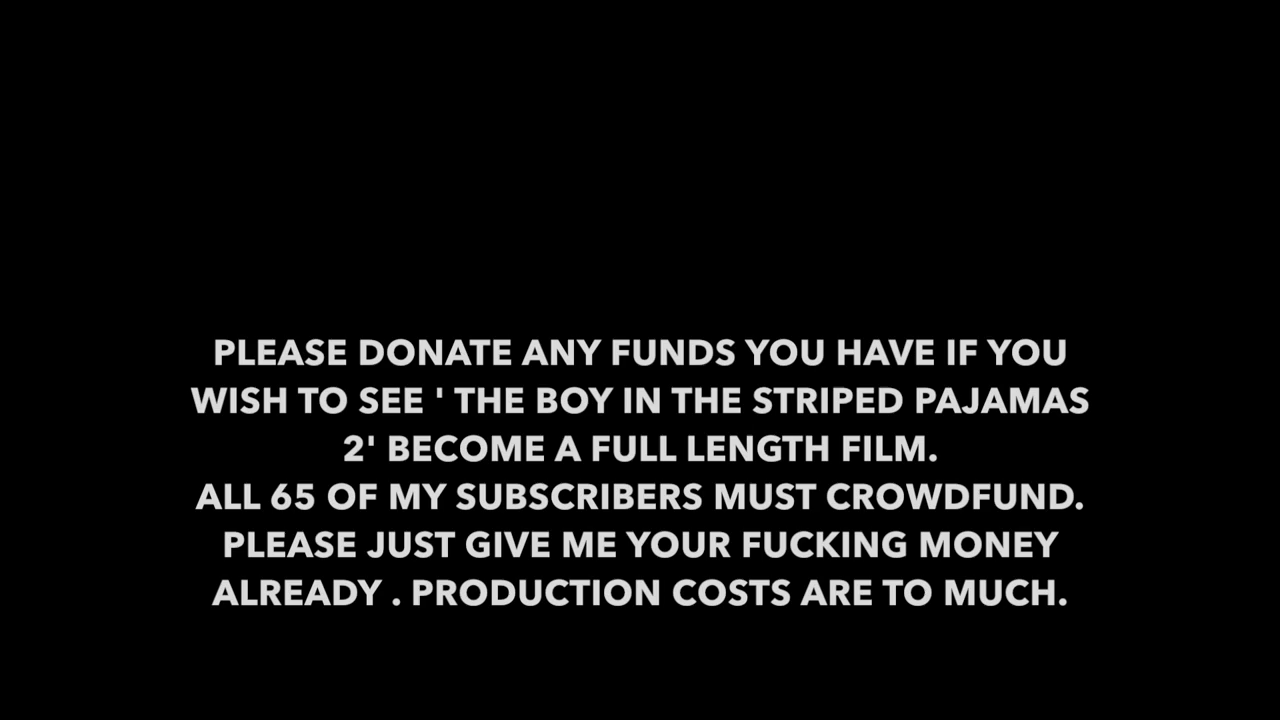 PLEASE DONATE ANY FUNDS YOU HAVE IF YOU
WISH TO SEE ' THE BOY IN THE STRIPED PAJAMAS
2' BECOME A FULL LENGTH FILM.
ALL 65 OF MY SUBSCRIBERS MUST CROWDFUND.
PLEASE JUST GIVE ME YOUR FUCKING MONEY
ALREADY . PRODUCTION COSTS ARE TO MUCH.